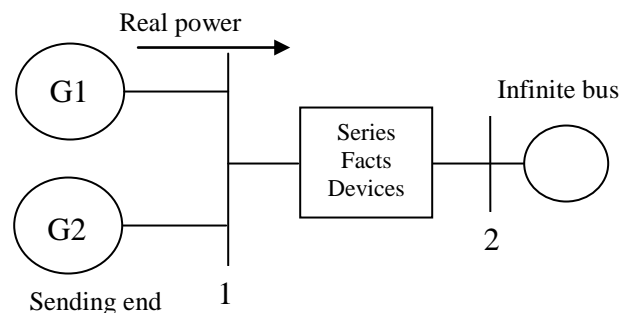 Real power
G1
Infinite bus
Series
Facts
Devices
G2
2
Sending end
1